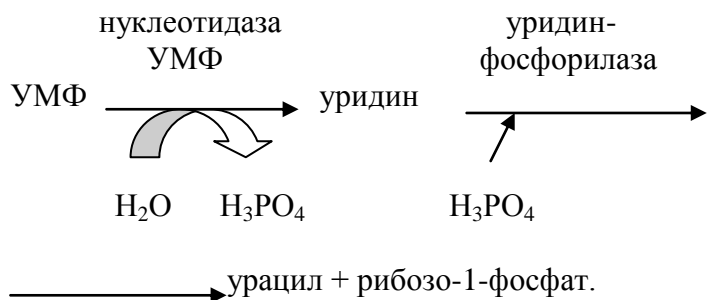 нуклеотидаза
УМФ
уридин-
фосфорилаза
УМФ уридин
H₂O H₃PO₄ H₃PO₄
урацил + рибозо-1-фосфат.